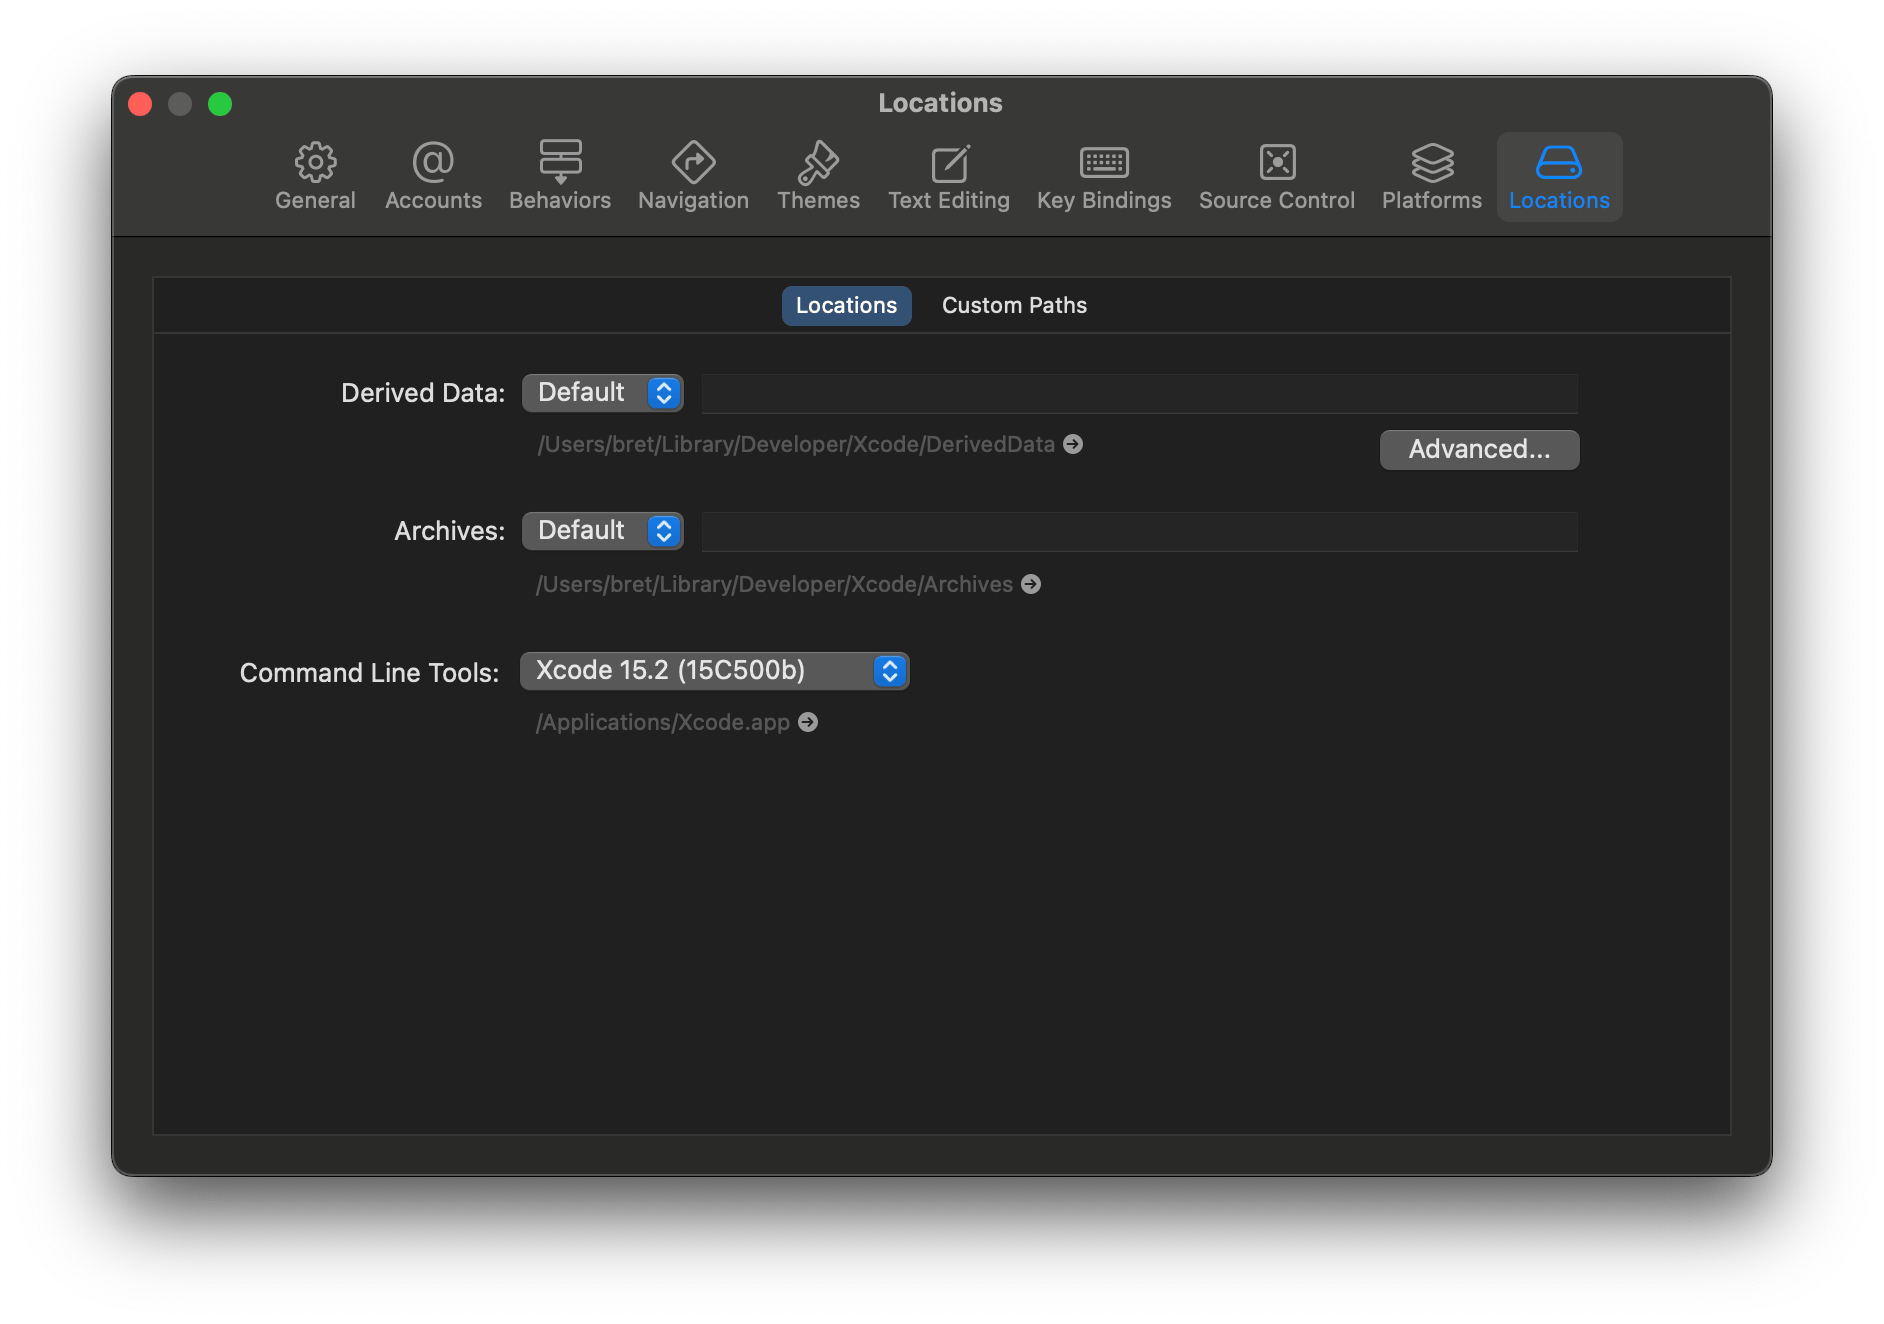 Locations
General Accounts Behaviors Navigation Themes Text Editing Key Bindings Source Control Platforms Locations
Locations Custom Paths
Derived Data: Default
/Users/bret/Library/Developer/Xcode/DerivedData
Advanced...
Archives: Default
/Users/bret/Library/Developer/Xcode/Archives
Command Line Tools: Xcode 15.2 (15C500b)
/Applications/Xcode.app